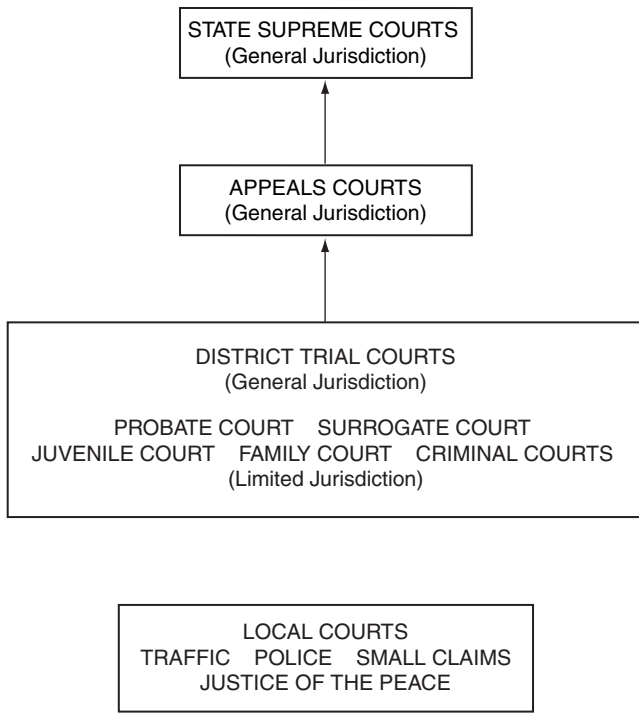 STATE SUPREME COURTS
(General Jurisdiction)
APPEALS COURTS
(General Jurisdiction)
DISTRICT TRIAL COURTS
(General Jurisdiction)
PROBATE COURT SURROGATE COURT
JUVENILE COURT FAMILY COURT CRIMINAL COURTS
(Limited Jurisdiction)
LOCAL COURTS
TRAFFIC POLICE SMALL CLAIMS
JUSTICE OF THE PEACE